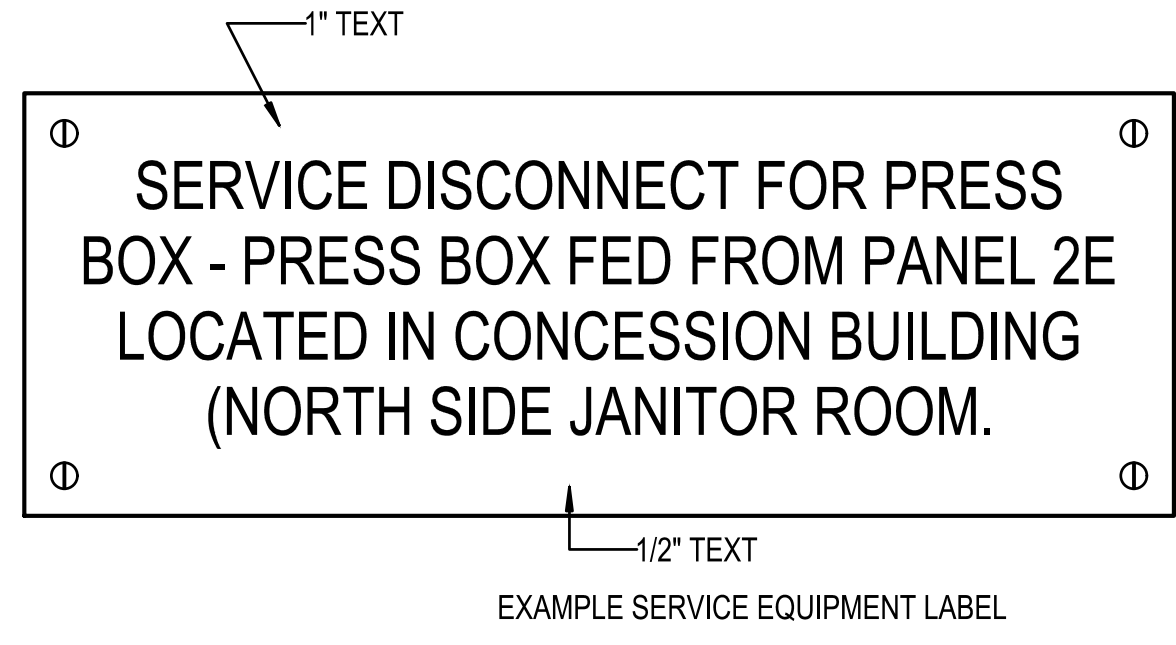 1" TEXT
SERVICE DISCONNECT FOR PRESS
BOX - PRESS BOX FED FROM PANEL 2E
LOCATED IN CONCESSION BUILDING
(NORTH SIDE JANITOR ROOM.
1/2" TEXT
EXAMPLE SERVICE EQUIPMENT LABEL